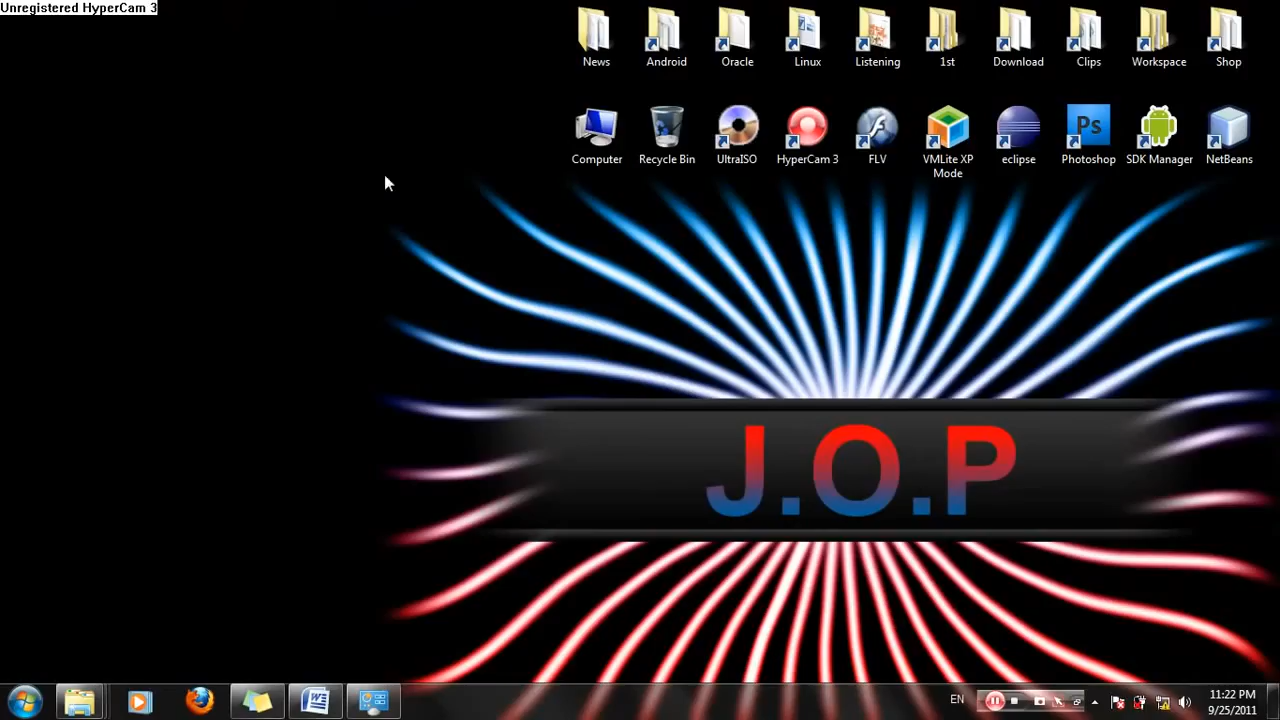 Unregistered HyperCam 3
News Android Oracle Linux Listening 1st Download Clips Workspace Shop
Computer Recycle Bin UltraISO HyperCam 3 FLV VMLite XP Mode eclipse Photoshop SDK Manager NetBeans
Ps
J.O.P
EN
11:22 PM
9/25/2011